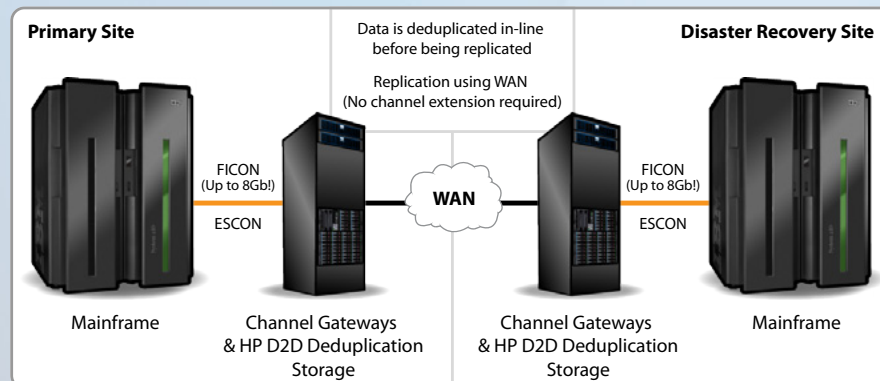 Primary Site
Data is deduplicated in-line
before being replicated
Replication using WAN
(No channel extension required)
Disaster Recovery Site
FICON
(Up to 8Gb!)
ESCON
WAN
FICON
(Up to 8Gb!)
ESCON
Mainframe
Channel Gateways
& HP D2D Deduplication
Storage
Channel Gateways
& HP D2D Deduplication
Storage
Mainframe